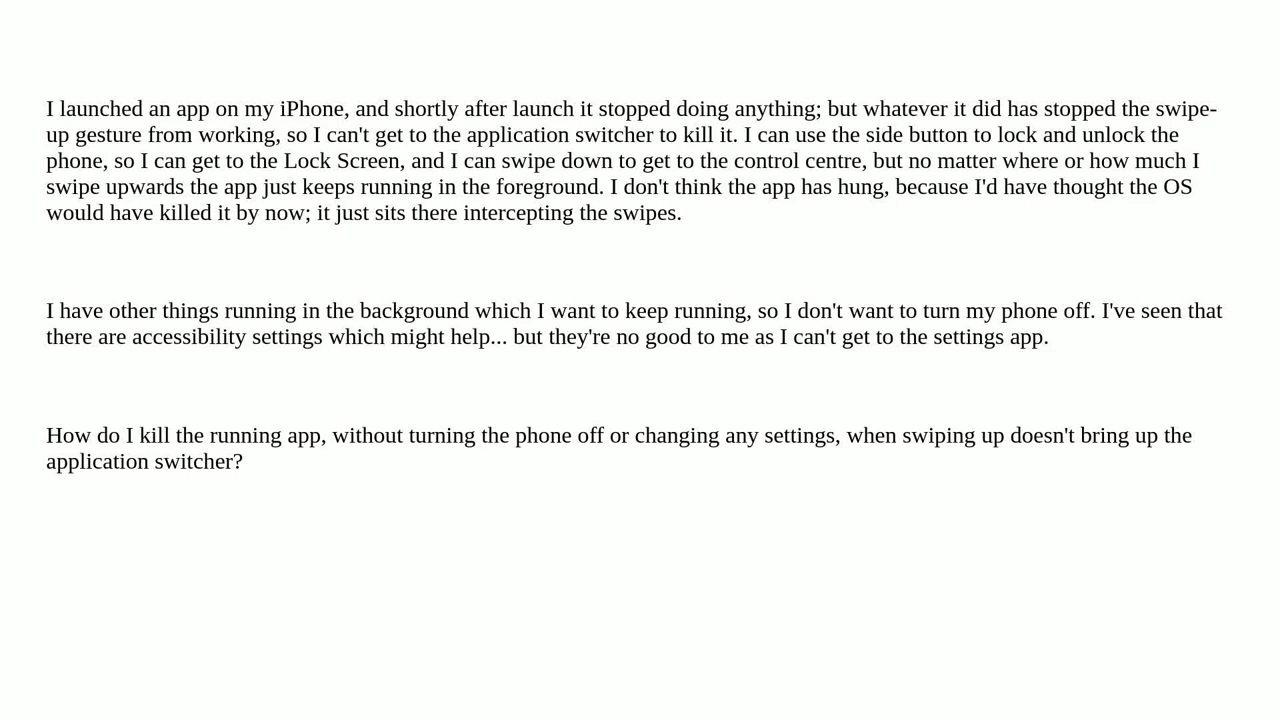 I launched an app on my iPhone, and shortly after launch it stopped doing anything; but whatever it did has stopped the swipe-
up gesture from working, so I can't get to the application switcher to kill it. I can use the side button to lock and unlock the
phone, so I can get to the Lock Screen, and I can swipe down to get to the control centre, but no matter where or how much I
swipe upwards the app just keeps running in the foreground. I don't think the app has hung, because I'd have thought the OS
would have killed it by now; it just sits there intercepting the swipes.
I have other things running in the background which I want to keep running, so I don't want to turn my phone off. I've seen that
there are accessibility settings which might help... but they're no good to me as I can't get to the settings app.
How do I kill the running app, without turning the phone off or changing any settings, when swiping up doesn't bring up the
application switcher?